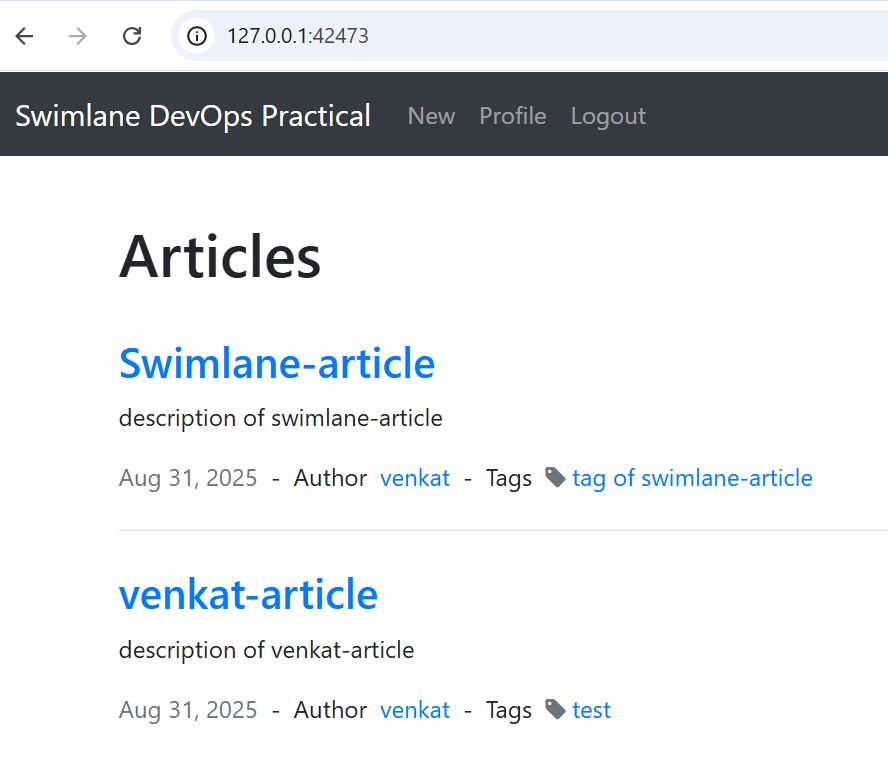 127.0.0.1:42473
Swimlane DevOps Practical New Profile Logout
Articles
Swimlane-article
description of swimlane-article
Aug 31, 2025 - Author venkat - Tags tag of swimlane-article
venkat-article
description of venkat-article
Aug 31, 2025 - Author venkat - Tags test